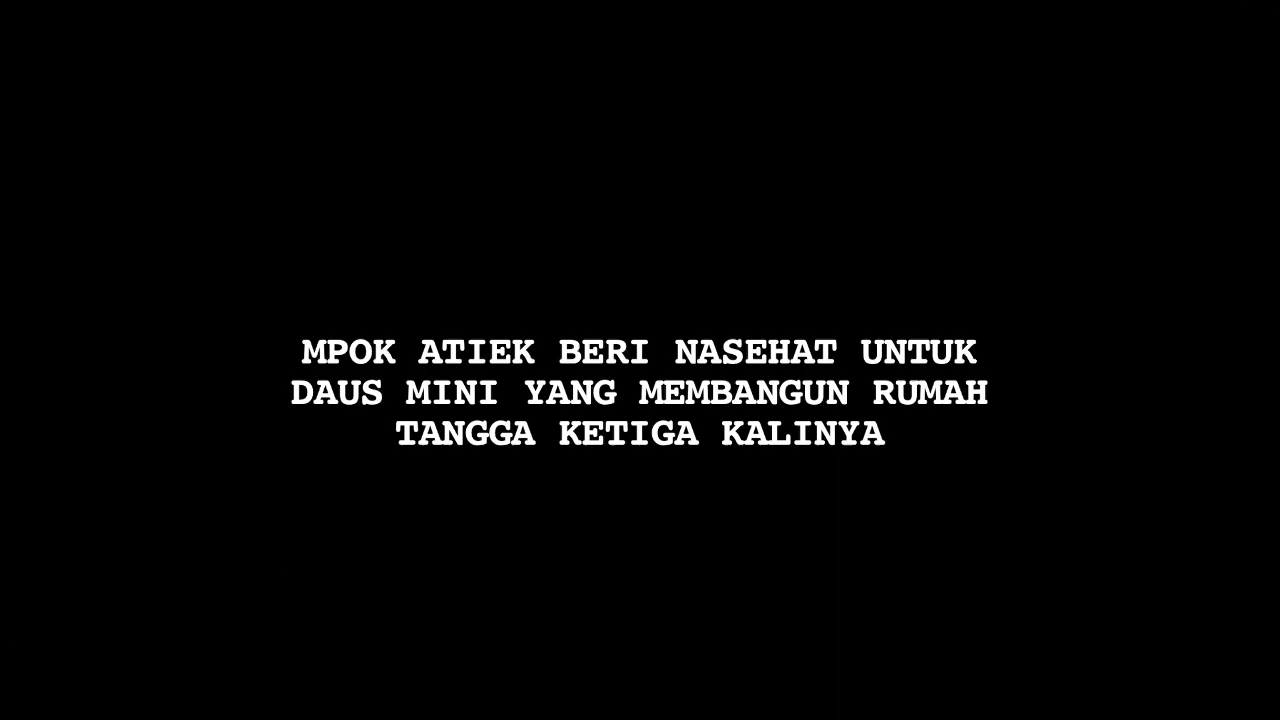 MPOK ATIEK BERI NASEHAT UNTUK
DAUS MINI YANG MEMBANGUN RUMAH
TANGGA KETIGA KALINYA